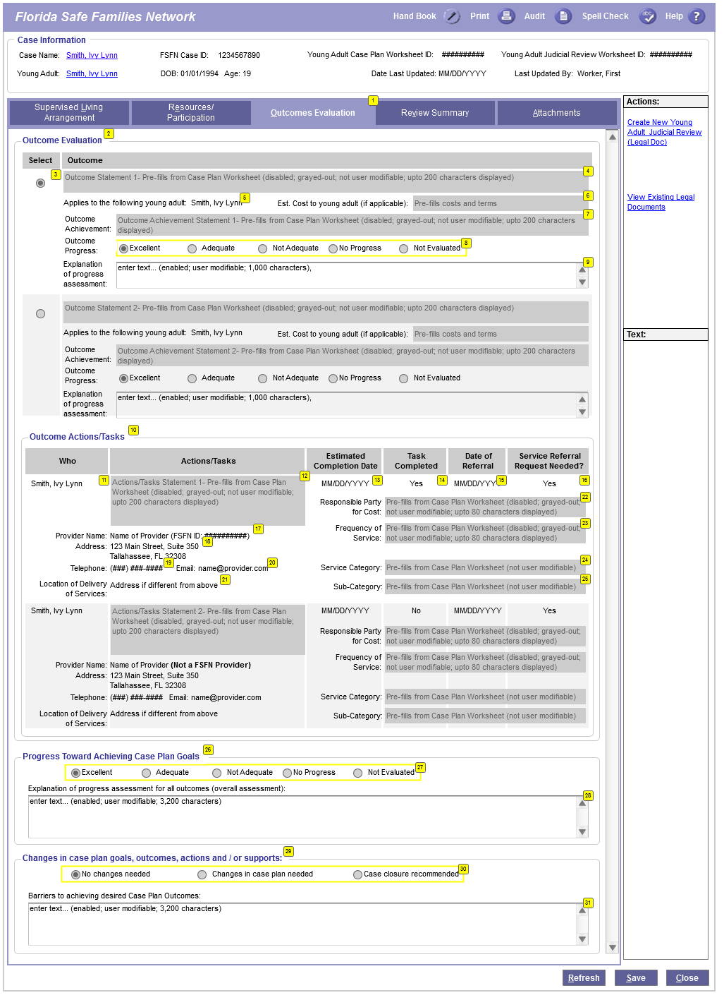 Florida Safe Families Network
Hand Book Print Audit Spell Check Help ?
Case Information
Case Name: Smith, Ivy Lynn FSFN Case ID: 1234567890 Young Adult Case Plan Worksheet ID: ########## Young Adult Judicial Review Worksheet ID: ##########
Young Adult: Smith, Ivy Lynn DOB: 01/01/1994 Age: 19 Date Last Updated: MM/DD/YYYY Last Updated By: Worker, First
Supervised Living
Arrangement
Resources/
Participation
Outcomes Evaluation
1
Review Summary
Attachments
Actions:
Create New Young
Adult Judicial Review
(Legal Doc)
View Existing Legal
Documents
Text:
Outcome Evaluation 2
Select Outcome
3
Outcome Statement 1- Pre-fills from Case Plan Worksheet (disabled; grayed-out; not user modifiable; upto 200 characters displayed) 4
Applies to the following young adult: Smith, Ivy Lynn 5 Est. Cost to young adult (if applicable): Pre-fills costs and terms 6
Outcome
Achievement:
Outcome Achievement Statement 1- Pre-fills from Case Plan Worksheet (disabled; grayed-out; not user modifiable; upto 200 characters
displayed)
7
Outcome
Progress:
Excellent Adequate Not Adequate No Progress Not Evaluated 8
Explanation
of progress
assessment:
enter text... (enabled; user modifiable; 1,000 characters), 9
Outcome Statement 2- Pre-fills from Case Plan Worksheet (disabled; grayed-out; not user modifiable; upto 200 characters displayed)
Applies to the following young adult: Smith, Ivy Lynn Est. Cost to young adult (if applicable): Pre-fills costs and terms
Outcome
Achievement:
Outcome Achievement Statement 2- Pre-fills from Case Plan Worksheet (disabled; grayed-out; not user modifiable; upto 200 characters
displayed)
Outcome
Progress:
Excellent Adequate Not Adequate No Progress Not Evaluated
Explanation
of progress
assessment:
enter text... (enabled; user modifiable; 1,000 characters),
Outcome Actions/Tasks 10
Who Actions/Tasks
Estimated
Completion Date
Task
Completed
Date of
Referral
Service Referral
Request Needed?
Smith, Ivy Lynn 11
Actions/Tasks Statement 1- Pre-fills from Case Plan
Worksheet (disabled; grayed-out; not user modifiable;
upto 200 characters displayed)
12
MM/DD/YYYY 13 Yes 14 MM/DD/YYYY 15 Yes 16
Responsible Party
for Cost:
Pre-fills from Case Plan Worksheet (disabled; grayed-out;
not user modifiable; upto 80 characters displayed)
22
Frequency of
Service:
Pre-fills from Case Plan Worksheet (disabled; grayed-out;
not user modifiable; upto 80 characters displayed)
23
Provider Name: Name of Provider (FSFN ID: ##########) 17
Address: 123 Main Street, Suite 350 18
Tallahassee, FL 32308
Telephone: (###) ###-#### 19 Email: name@provider.com 20
Service Category: Pre-fills from Case Plan Worksheet (not user modifiable) 24
Location of Delivery
of Services:
Address if different from above 21
Sub-Category: Pre-fills from Case Plan Worksheet (not user modifiable) 25
Smith, Ivy Lynn
Actions/Tasks Statement 2- Pre-fills from Case Plan
Worksheet (disabled; grayed-out; not user modifiable;
upto 200 characters displayed)
MM/DD/YYYY No MM/DD/YYYY Yes
Responsible Party
for Cost:
Pre-fills from Case Plan Worksheet (disabled; grayed-out;
not user modifiable; upto 80 characters displayed)
Frequency of
Service:
Pre-fills from Case Plan Worksheet (disabled; grayed-out;
not user modifiable; upto 80 characters displayed)
Provider Name: Name of Provider (Not a FSFN Provider)
Address: 123 Main Street, Suite 350
Tallahassee, FL 32308
Telephone: (###) ###-#### Email: name@provider.com
Service Category: Pre-fills from Case Plan Worksheet (not user modifiable)
Location of Delivery
of Services:
Address if different from above
Sub-Category: Pre-fills from Case Plan Worksheet (not user modifiable)
Progress Toward Achieving Case Plan Goals 26
Excellent Adequate Not Adequate No Progress Not Evaluated 27
Explanation of progress assessment for all outcomes (overall assessment):
enter text... (enabled; user modifiable; 3,200 characters) 28
Changes in case plan goals, outcomes, actions and / or supports: 29
No changes needed Changes in case plan needed Case closure recommended 30
Barriers to achieving desired Case Plan Outcomes:
enter text... (enabled; user modifiable; 3,200 characters) 31
Refresh Save Close